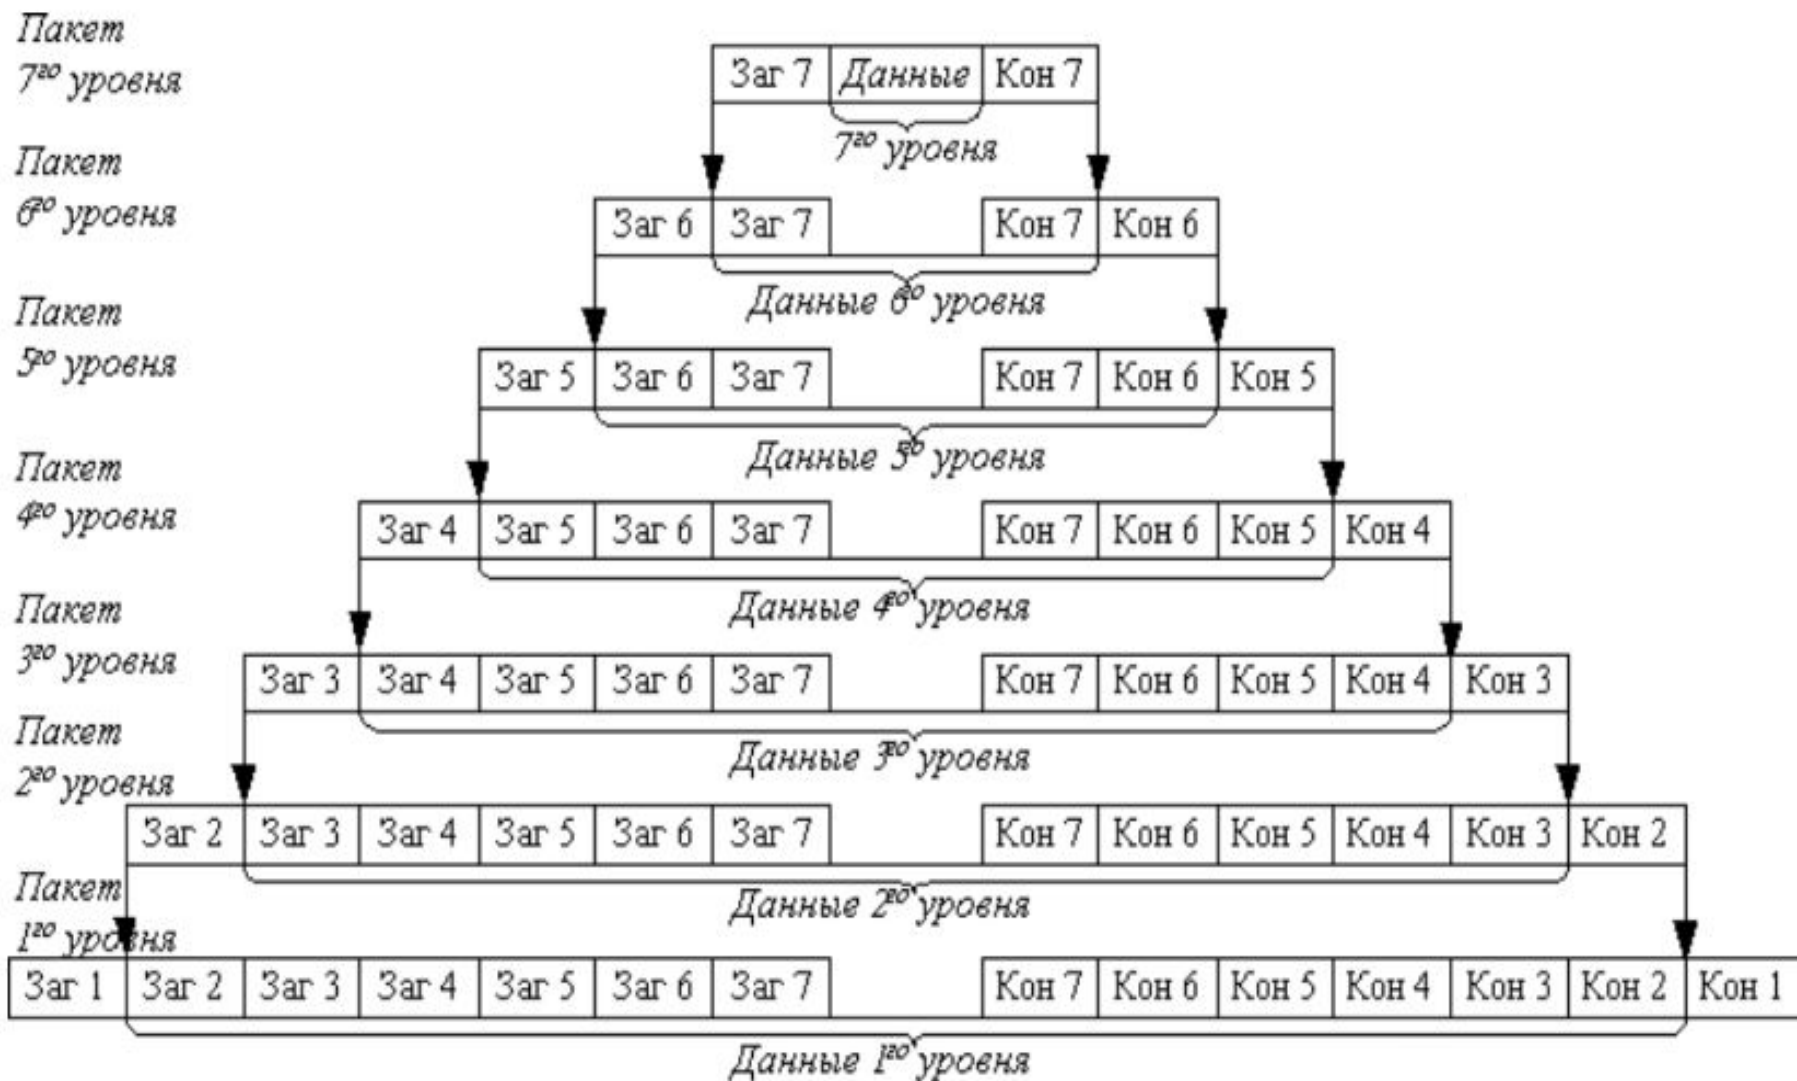 Пакет
7го уровня
Заг 7 Данные Кон 7
7го уровня
Пакет
6го уровня
Заг 6 Заг 7 Кон 7 Кон 6
Данные 6го уровня
Пакет
5го уровня
Заг 5 Заг 6 Заг 7 Кон 7 Кон 6 Кон 5
Данные 5го уровня
Пакет
4го уровня
Заг 4 Заг 5 Заг 6 Заг 7 Кон 7 Кон 6 Кон 5 Кон 4
Данные 4го уровня
Пакет
3го уровня
Заг 3 Заг 4 Заг 5 Заг 6 Заг 7 Кон 7 Кон 6 Кон 5 Кон 4 Кон 3
Данные 3го уровня
Пакет
2го уровня
Заг 2 Заг 3 Заг 4 Заг 5 Заг 6 Заг 7 Кон 7 Кон 6 Кон 5 Кон 4 Кон 3 Кон 2
Данные 2го уровня
Пакет
1го уровня
Заг 1 Заг 2 Заг 3 Заг 4 Заг 5 Заг 6 Заг 7 Кон 7 Кон 6 Кон 5 Кон 4 Кон 3 Кон 2 Кон 1
Данные 1го уровня